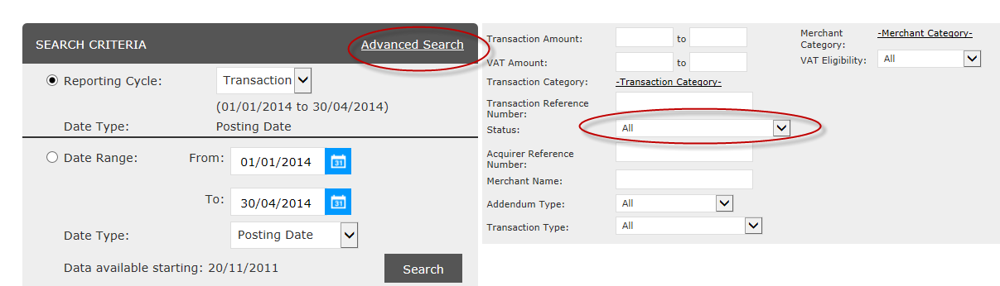 SEARCH CRITERIA Advanced Search
Reporting Cycle: Transaction
(01/01/2014 to 30/04/2014)
Date Type: Posting Date
Date Range: From: 01/01/2014 31
To: 30/04/2014 31
Date Type: Posting Date
Data available starting: 20/11/2011 Search
Transaction Amount: to
VAT Amount: to
Transaction Category: -Transaction Category-
Transaction Reference
Number:
Status: All
Acquirer Reference
Number:
Merchant Name:
Addendum Type: All
Transaction Type: All
Merchant -Merchant Category-
Category:
VAT Eligibility: All